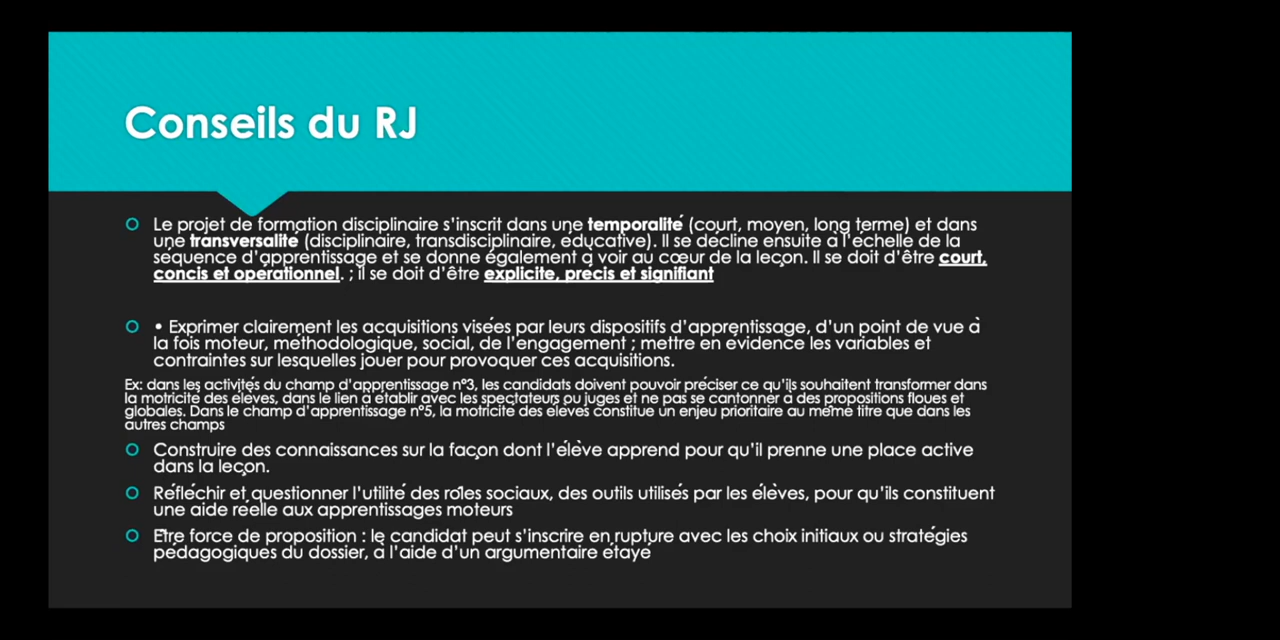 Conseils du RJ
Le projet de formation disciplinaire s'inscrit dans une temporalité (court, moyen, long terme) et dans
une transversalité (disciplinaire, transdisciplinaire, éducative). Il se décline ensuite à l'échelle de la
séquence d'apprentissage et se donne également à voir au cœur de la leçon. Il se doit d'être court,
concis et opérationnel. ; il se doit d'être explicite, précis et signifiant
• Exprimer clairement les acquisitions visées par leurs dispositifs d'apprentissage, d'un point de vue à
la fois moteur, méthodologique, social, de l'engagement ; mettre en évidence les variables et
contraintes sur lesquelles jouer pour provoquer ces acquisitions.
Ex: dans les activités du champ d'apprentissage n°3, les candidats doivent pouvoir préciser ce qu'ils souhaitent transformer dans
la motricité des élèves, dans le lien à établir avec les spectateurs ou juges et ne pas se cantonner à des propositions floues et
globales. Dans le champ d'apprentissage n°5, la motricité des élèves constitue un enjeu prioritaire au même titre que dans les
autres champs
Construire des connaissances sur la façon dont l'élève apprend pour qu'il prenne une place active
dans la leçon.
Réfléchir et questionner l'utilité des rôles sociaux, des outils utilisés par les élèves, pour qu'ils constituent
une aide réelle aux apprentissages moteurs
Être force de proposition : le candidat peut s'inscrire en rupture avec les choix initiaux ou stratégies
pédagogiques du dossier, à l'aide d'un argumentaire étayé